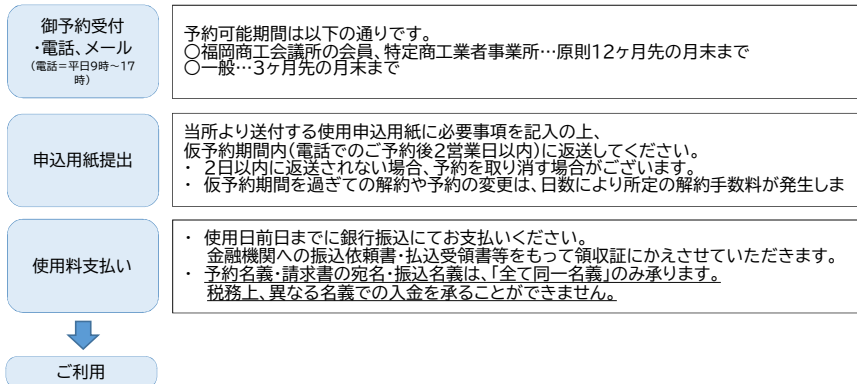 御予約受付
・電話、メール
(電話=平日9時～17
時)
予約可能期間は以下の通りです。
○福岡商工会議所の会員、特定商工業者事業所…原則12ヶ月先の月末まで
○一般…3ヶ月先の月末まで
申込用紙提出
当所より送付する使用申込用紙に必要事項を記入の上、
仮予約期間内(電話でのご予約後2営業日以内)に返送してください。
・ 2日以内に返送されない場合、予約を取り消す場合がございます。
・ 仮予約期間を過ぎての解約や予約の変更は、日数により所定の解約手数料が発生しま
使用料支払い
・ 使用日前日までに銀行振込にてお支払いください。
金融機関への振込依頼書・払込受領書等をもって領収証にかえさせていただきます。
・ 予約名義・請求書の宛名・振込名義は、「全て同一名義」のみ承ります。
税務上、異なる名義での入金を承ることができません。
ご利用